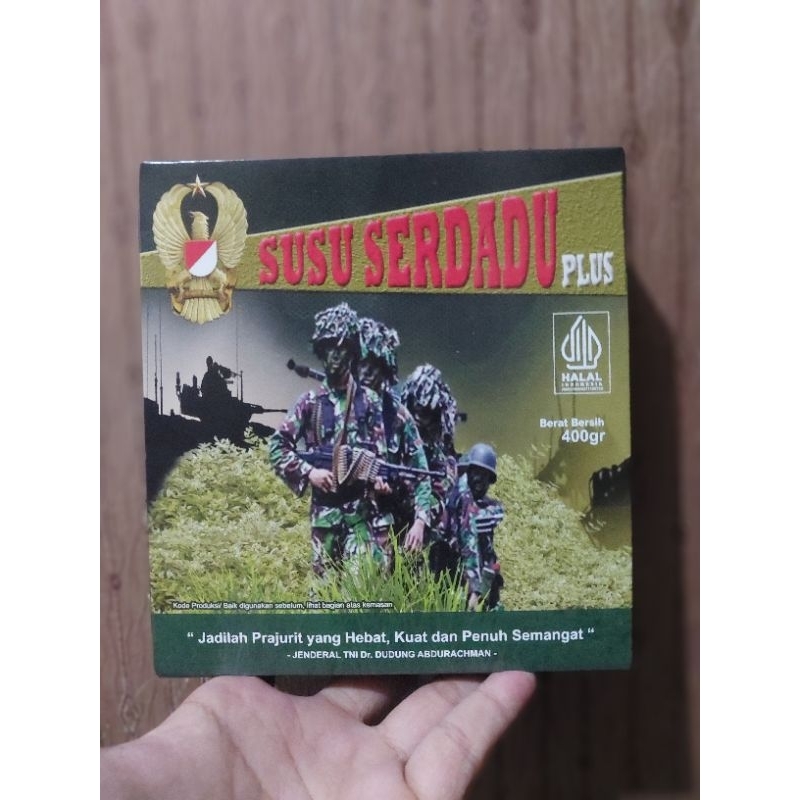 SUSU SERDADU PLUS
HALAL
INDONESIA
Berat Bersih
400gr
Kode Produksi/ Baik digunakan sebelum, lihat bagian atas kemasan
" Jadilah Prajurit yang Hebat, Kuat dan Penuh Semangat "
- JENDERAL TNI Dr. DUDUNG ABDURACHMAN -